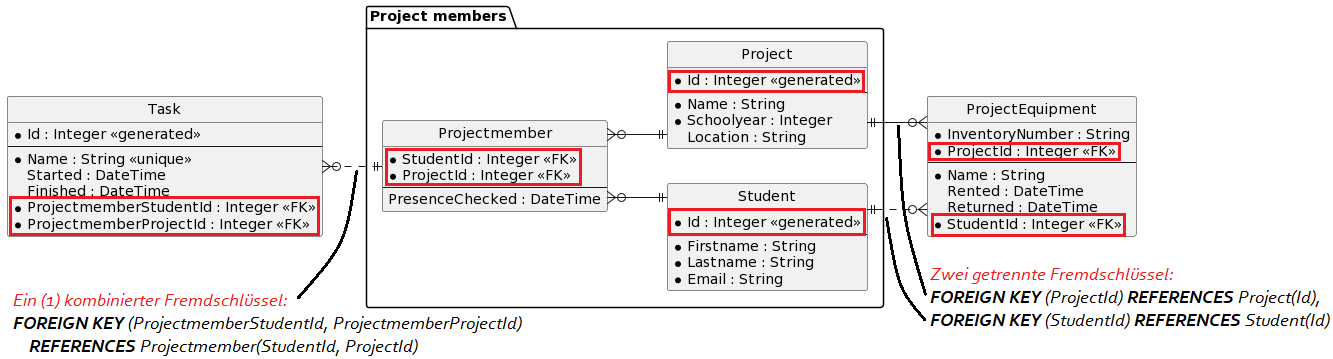 Project members
Project
Id : Integer «generated»
Name : String
Schoolyear : Integer
Location : String
Task
Id : Integer «generated»
Name : String «unique»
Started : DateTime
Finished : DateTime
ProjectmemberStudentId : Integer «FK»
ProjectmemberProjectId : Integer «FK»
Projectmember
StudentId : Integer «FK»
ProjectId : Integer «FK»
PresenceChecked : DateTime
Student
Id : Integer «generated»
Firstname : String
Lastname : String
Email : String
ProjectEquipment
InventoryNumber : String
ProjectId : Integer «FK»
Name : String
Rented : DateTime
Returned : DateTime
StudentId : Integer «FK»
Ein (1) kombinierter Fremdschlüssel:
FOREIGN KEY (ProjectmemberStudentId, ProjectmemberProjectId)
REFERENCES Projectmember(StudentId, ProjectId)
Zwei getrennte Fremdschlüssel:
FOREIGN KEY (ProjectId) REFERENCES Project(Id),
FOREIGN KEY (StudentId) REFERENCES Student(Id)